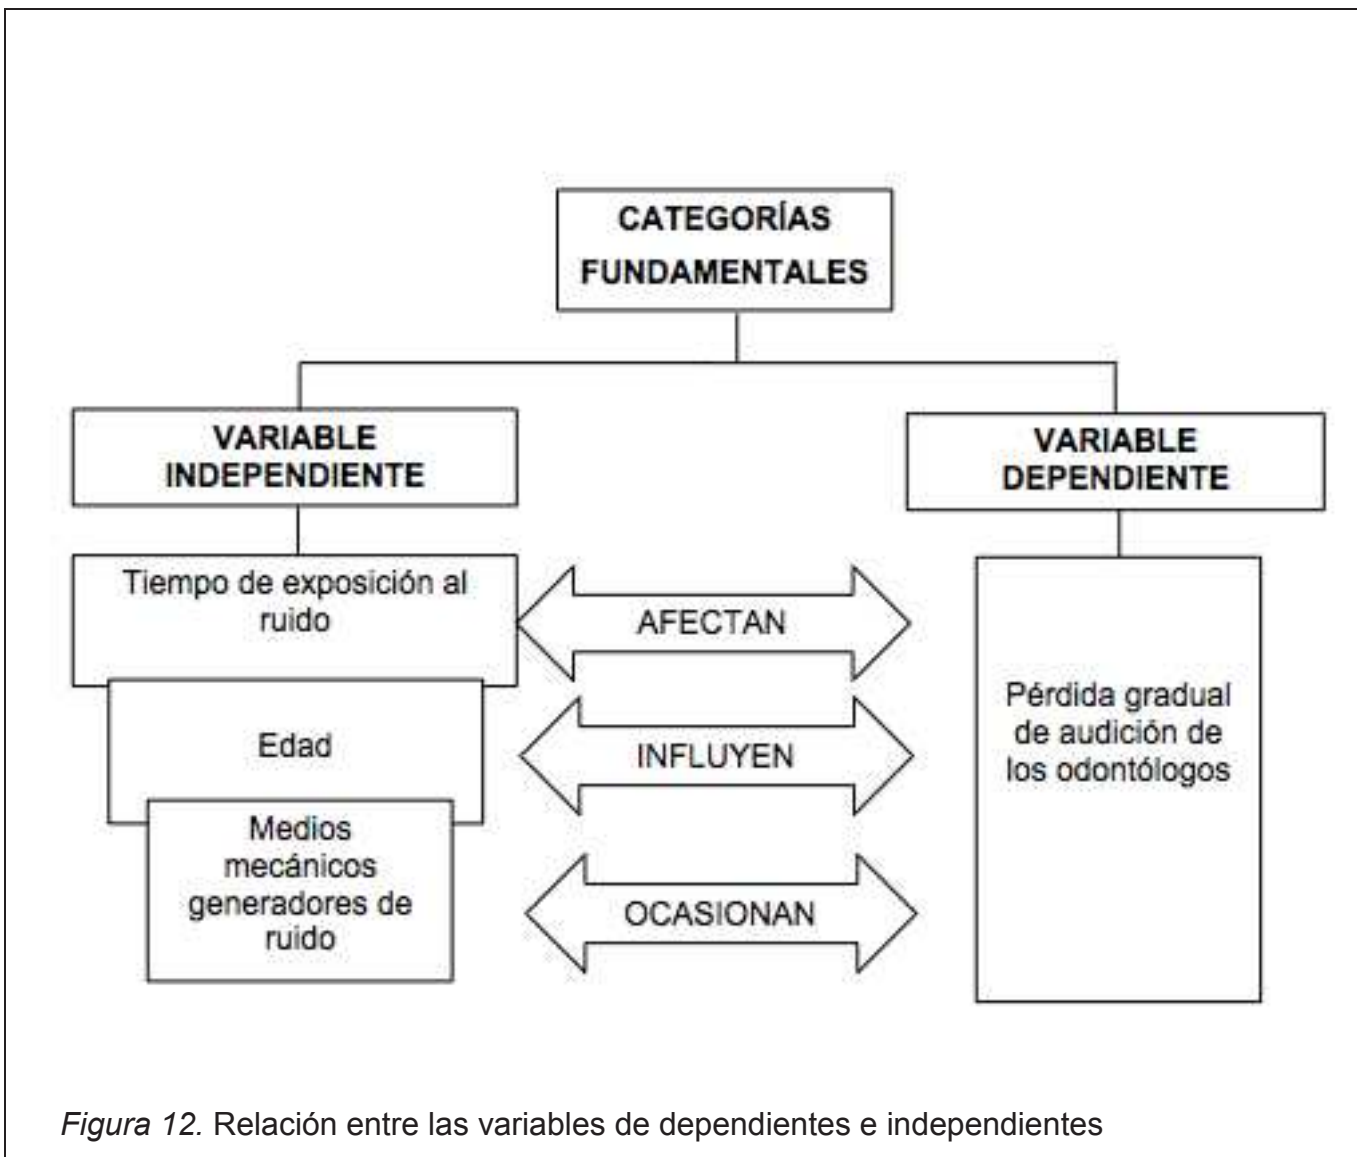 CATEGORÍAS
FUNDAMENTALES
VARIABLE
INDEPENDIENTE
VARIABLE
DEPENDIENTE
Tiempo de exposición al
ruido
AFECTAN
Edad
INFLUYEN
Medios
mecánicos
generadores de
ruido
OCASIONAN
Pérdida gradual
de audición de
los odontólogos
Figura 12. Relación entre las variables de dependientes e independientes